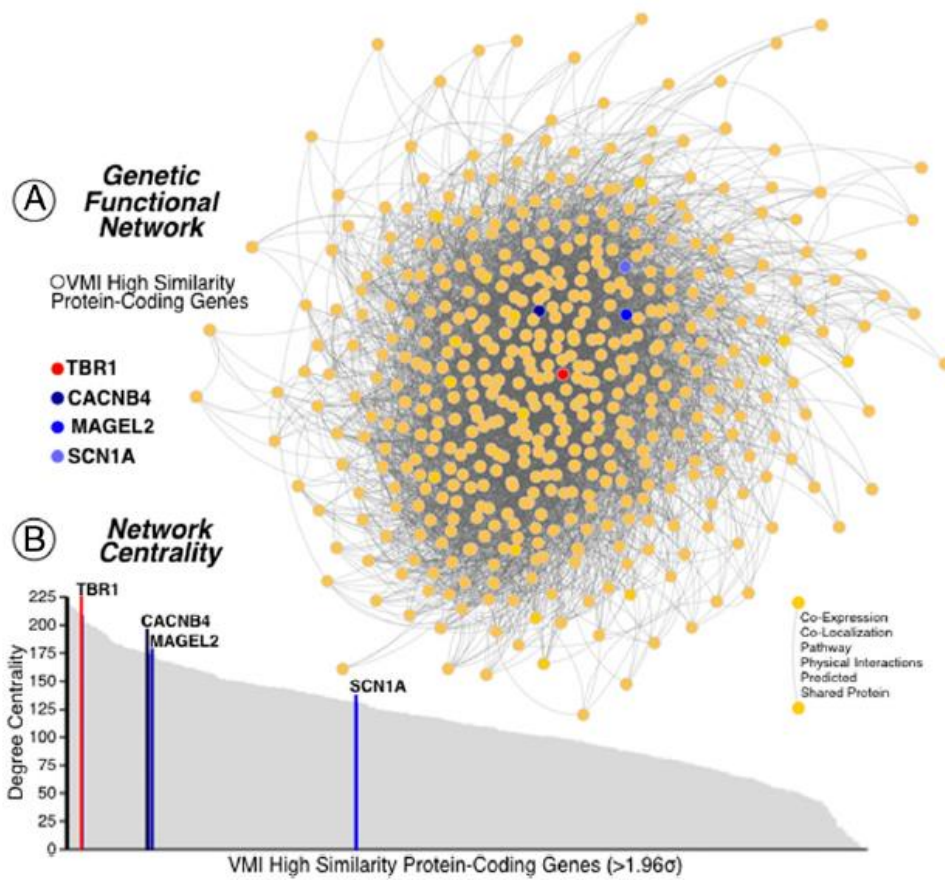 A
Genetic
Functional
Network
VMI High Similarity
Protein-Coding Genes
TBR1
CACNB4
MAGEL2
SCN1A
B
Network
Centrality
TBR1
CACNB4
MAGEL2
SCN1A
225
200
175
150
125
100
75
50
25
0
Degree Centrality
VMI High Similarity Protein-Coding Genes (>1.96σ)
Co-Expression
Co-Localization
Pathway
Physical Interactions
Predicted
Shared Protein